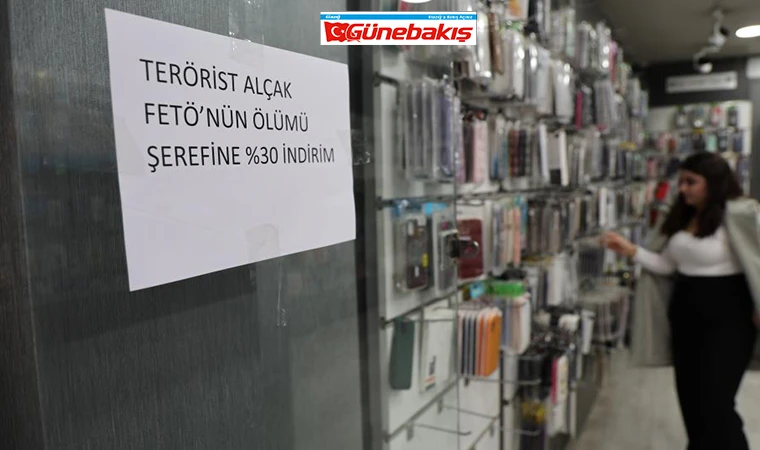 Günebakış
TERÖRİST ALÇAK
FETÖ'NÜN ÖLÜMÜ
ŞEREFİNE %30 İNDİRİM